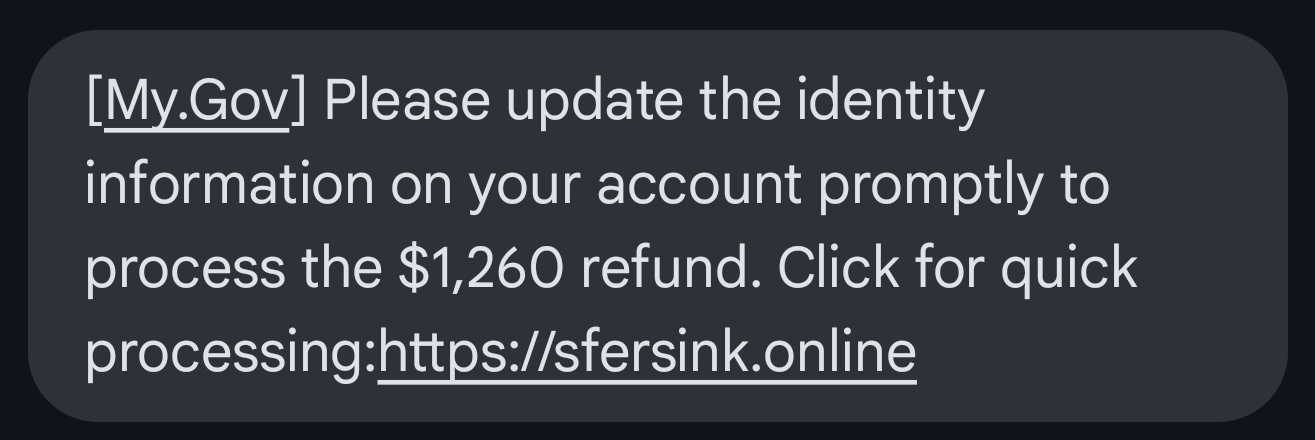 [My.Gov] Please update the identity
information on your account promptly to
process the $1,260 refund. Click for quick
processing:https://sfersink.online